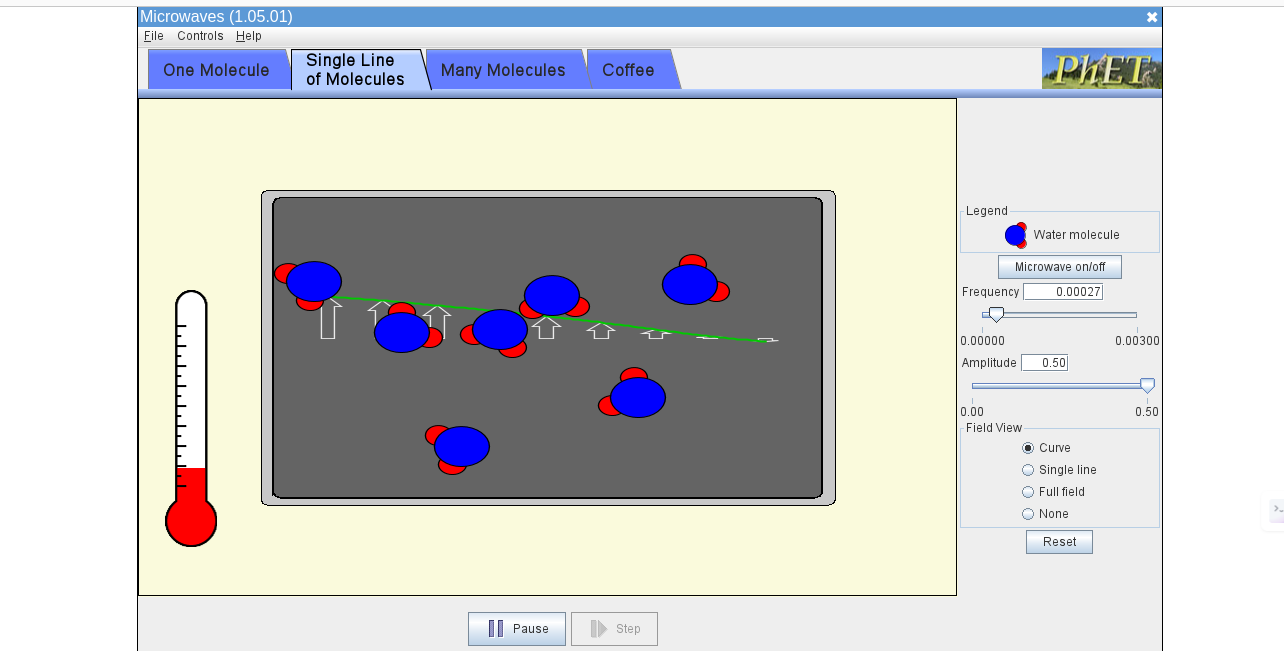 Microwaves (1.05.01)
File Controls Help
One Molecule
Single Line
of Molecules
Many Molecules
Coffee
PhET
Legend
Water molecule
Microwave on/off
Frequency 0.00027
0.00000 0.00300
Amplitude 0.50
0.00 0.50
Field View
Curve
Single line
Full field
None
Reset
Pause
Step